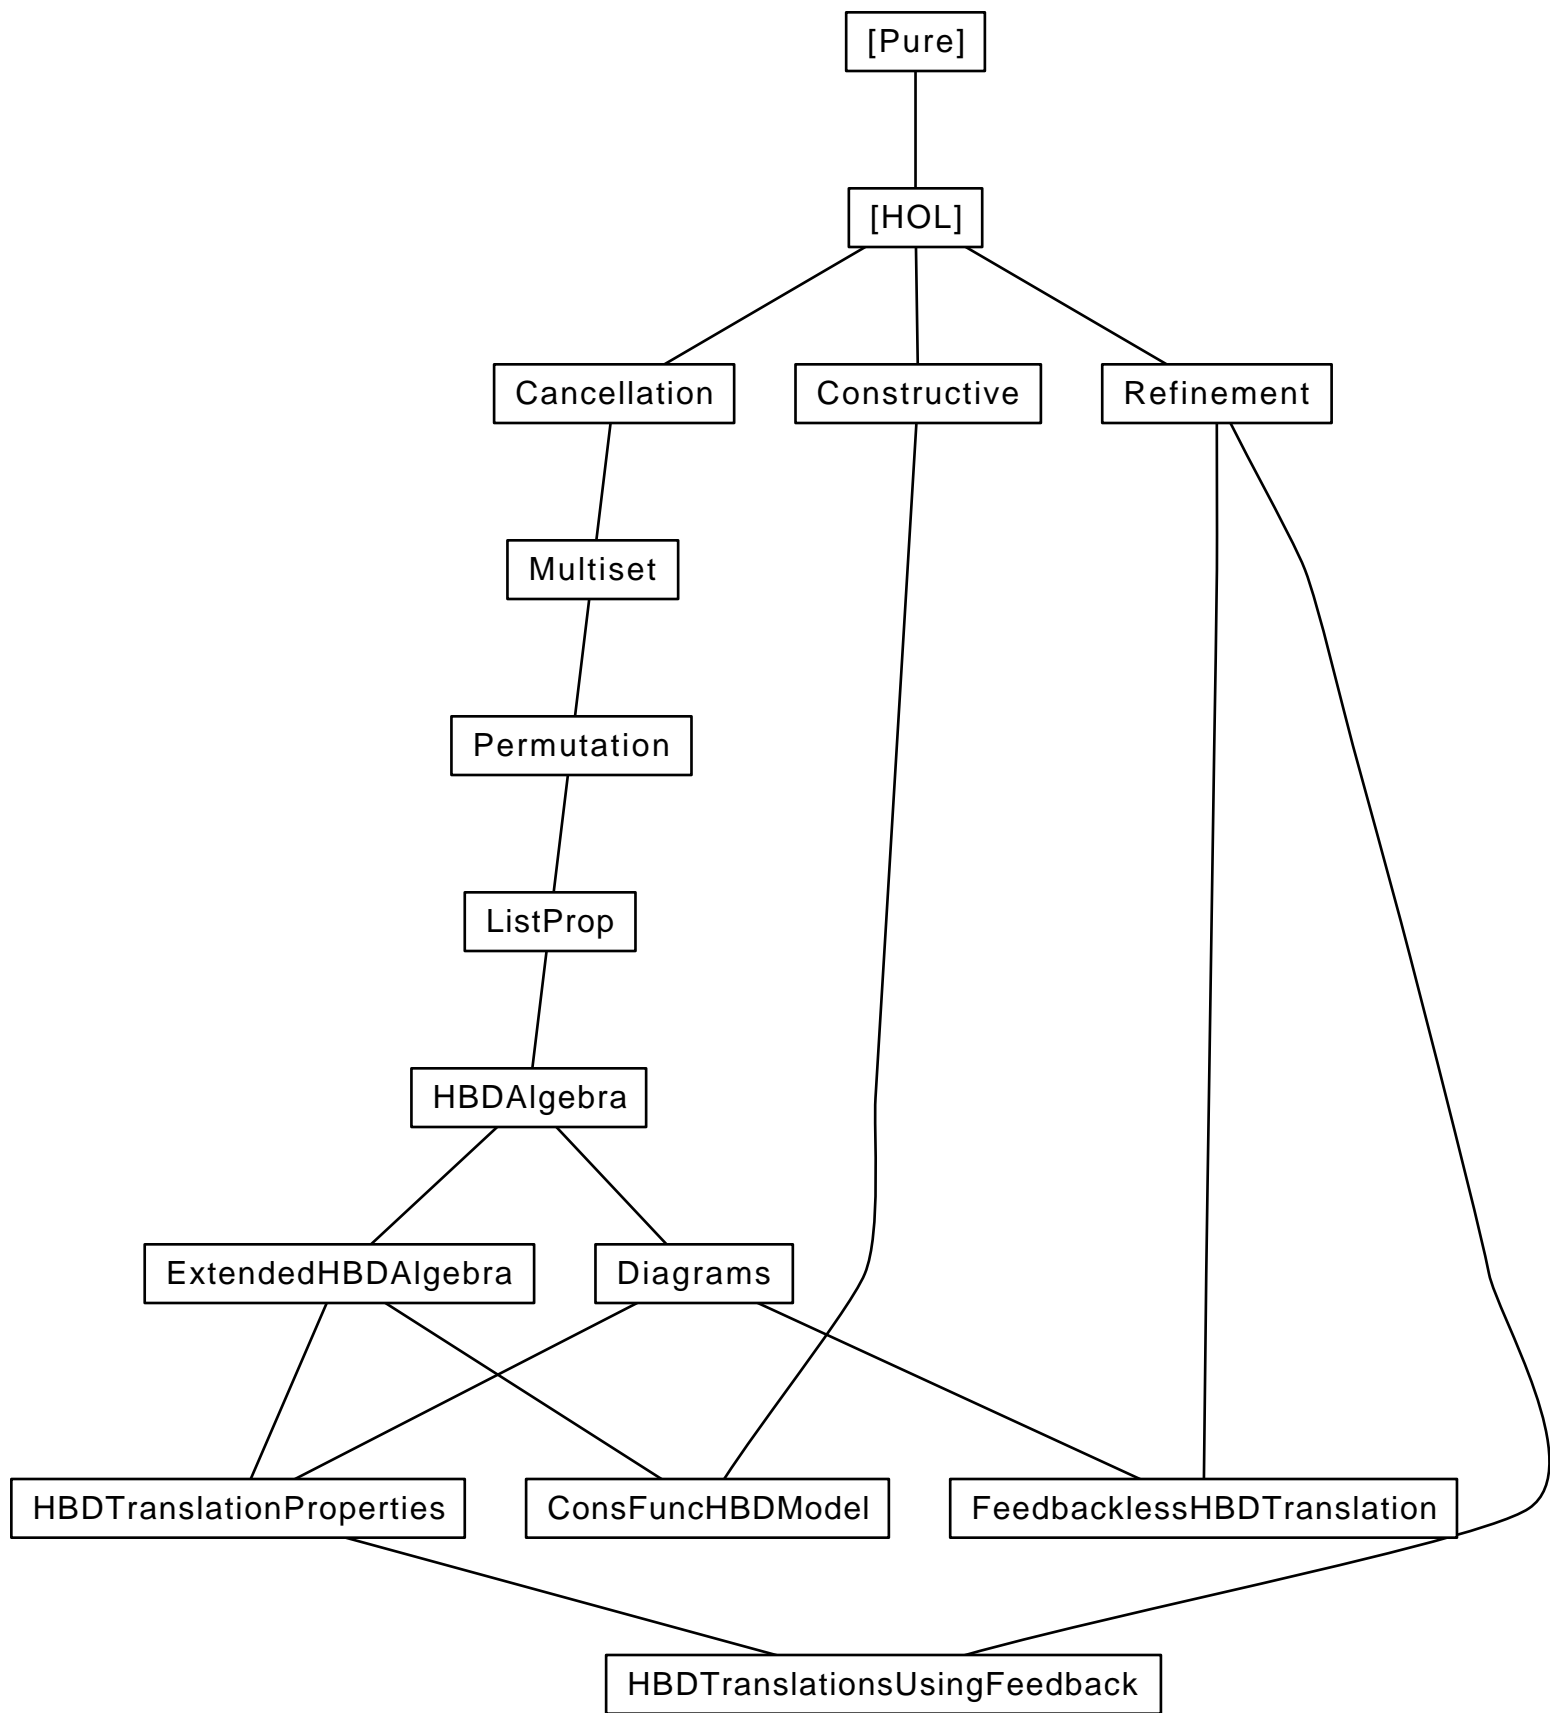 [Pure]
[HOL]
Cancellation
Constructive
Refinement
Multiset
Permutation
ListProp
HBDAlgebra
ExtendedHBDAlgebra
Diagrams
HBDTranslationProperties
ConsFuncHBDModel
FeedbacklessHBDTranslation
HBDTranslationsUsingFeedback